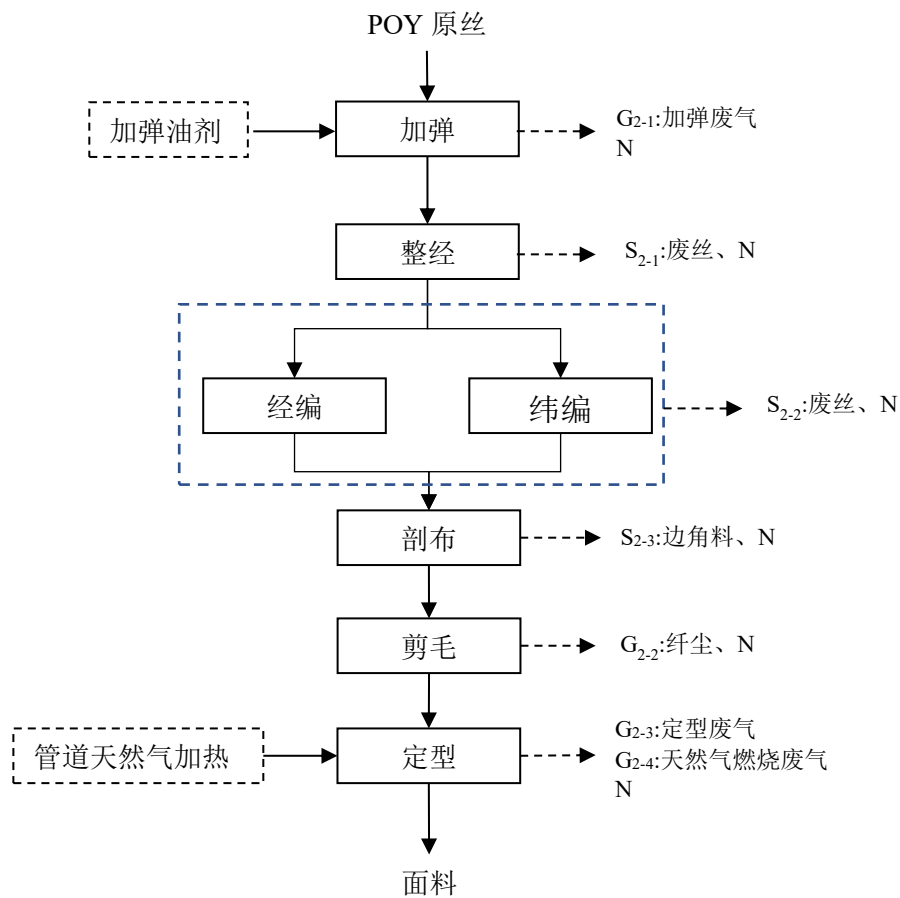 POY 原丝
加弹油剂
加弹
G2-1:加弹废气
N
整经
S2-1:废丝、N
经编
纬编
S2-2:废丝、N
剖布
S2-3:边角料、N
剪毛
G2-2:纤尘、N
管道天然气加热
定型
G2-3:定型废气
G2-4:天然气燃烧废气
N
面料